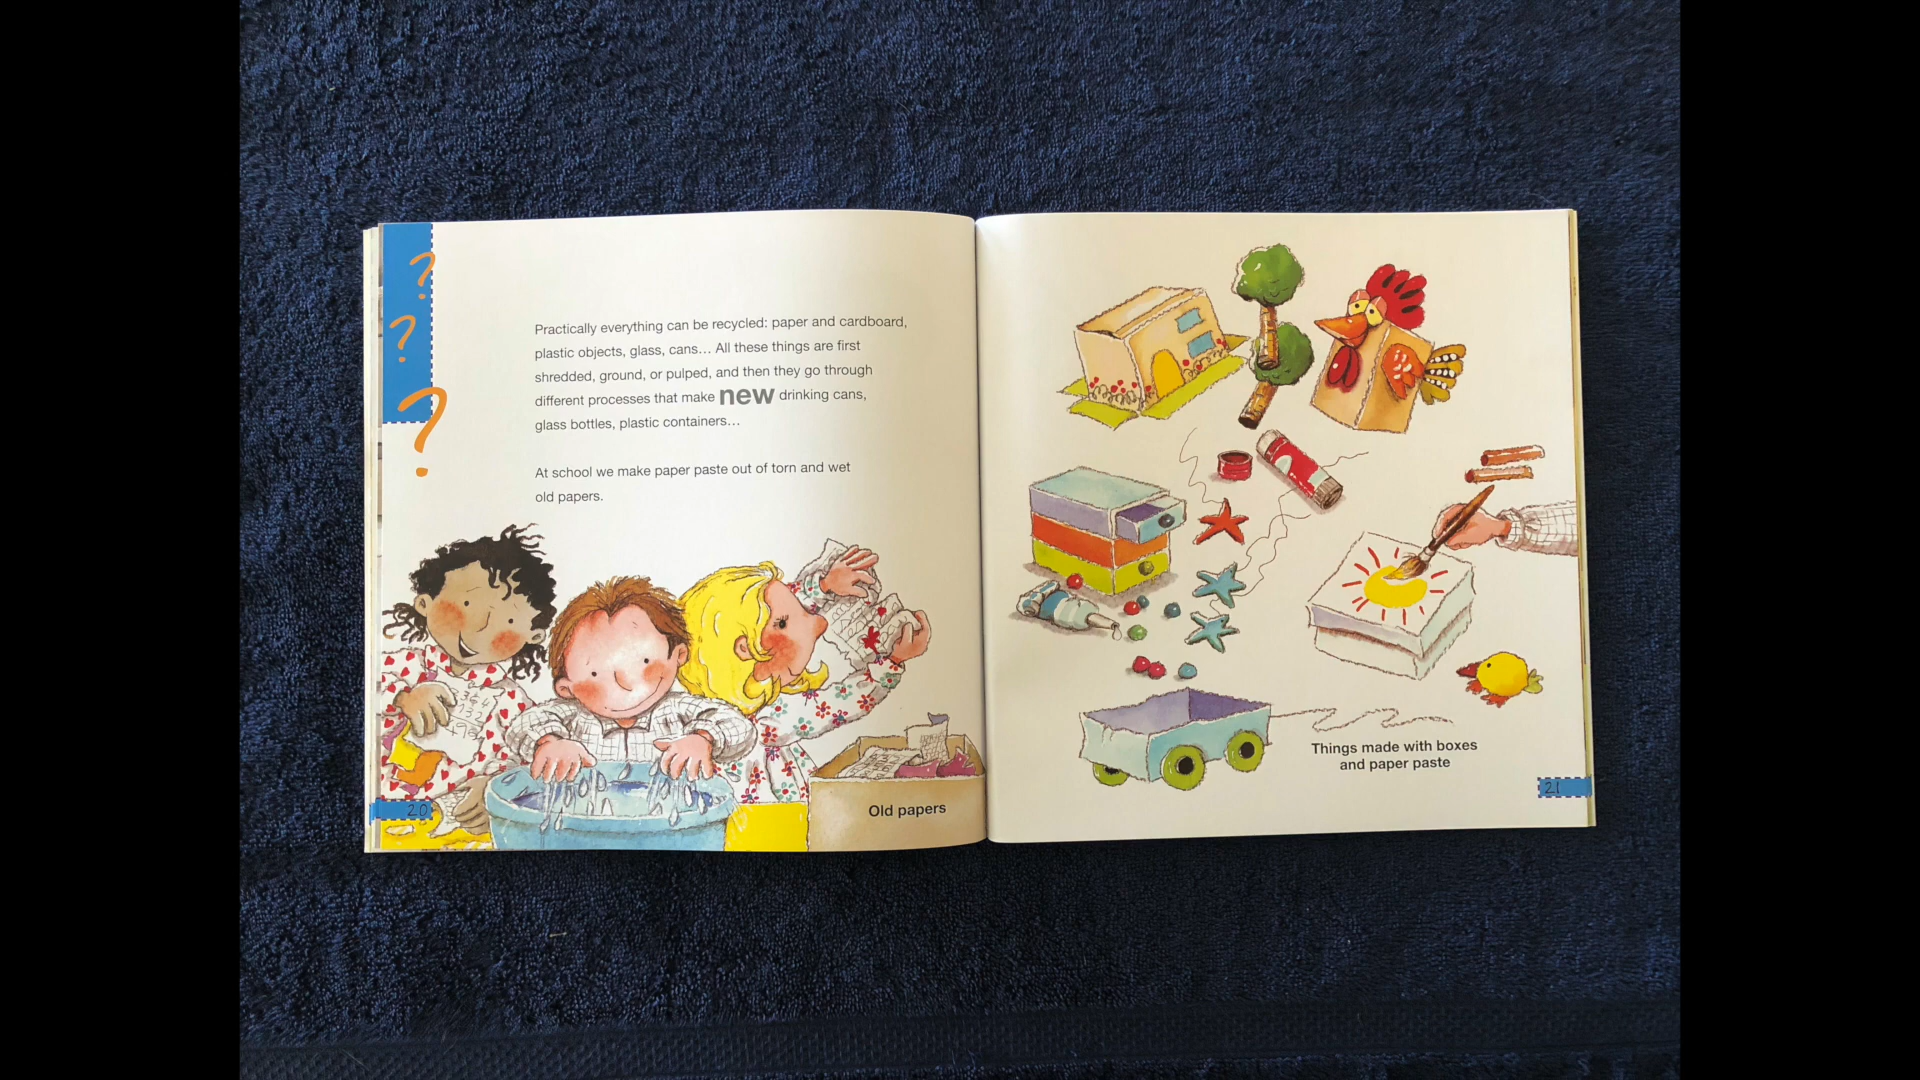 ?
?
?
Practically everything can be recycled: paper and cardboard,
plastic objects, glass, cans... All these things are first
shredded, ground, or pulped, and then they go through
different processes that make new drinking cans,
glass bottles, plastic containers...
At school we make paper paste out of torn and wet
old papers.
Old papers
20
Things made with boxes
and paper paste
21